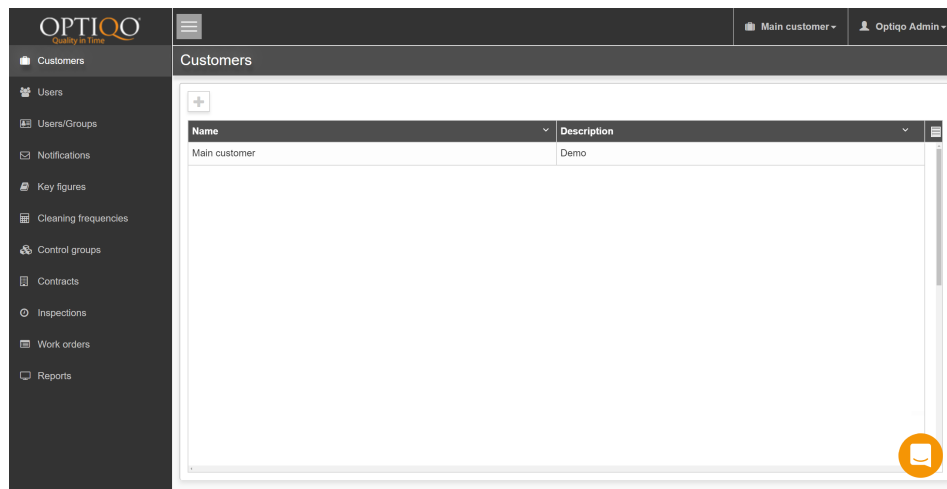 OPTIQO
Quality in Time
Main customer
Optiqo Admin
Customers
Customers
Users
Users/Groups
Notifications
Key figures
Cleaning frequencies
Control groups
Contracts
Inspections
Work orders
Reports
Name
Description
Main customer
Demo